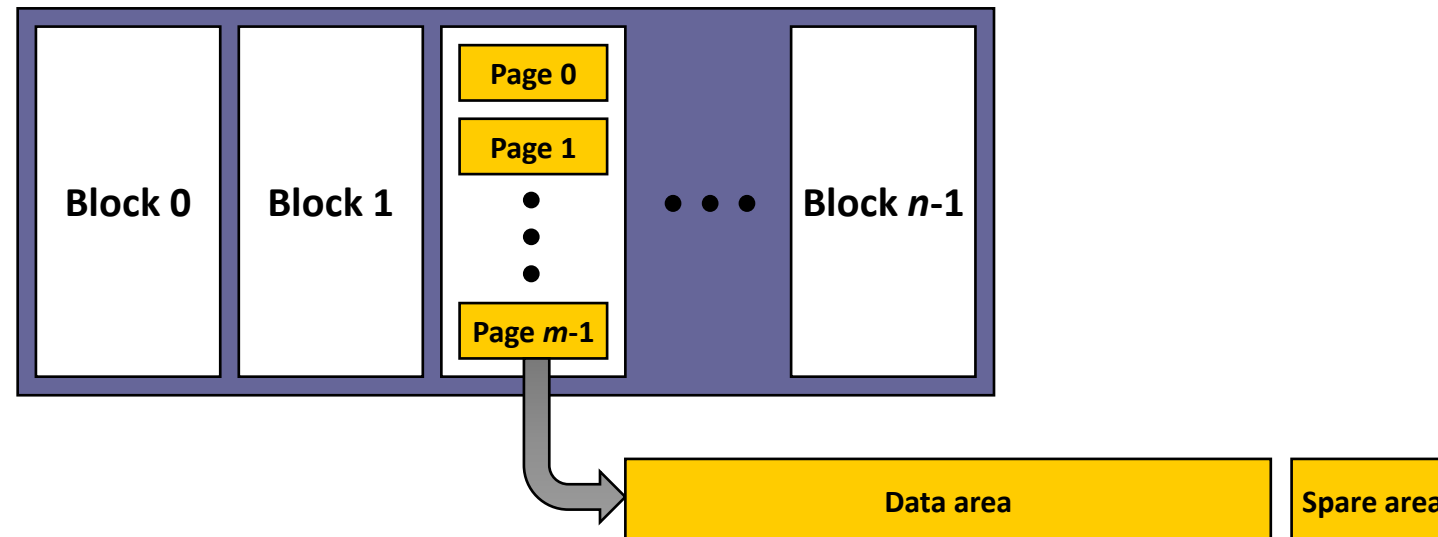 Page 0
Page 1
Block 0
Block 1
Block n-1
Page m-1
Data area
Spare area